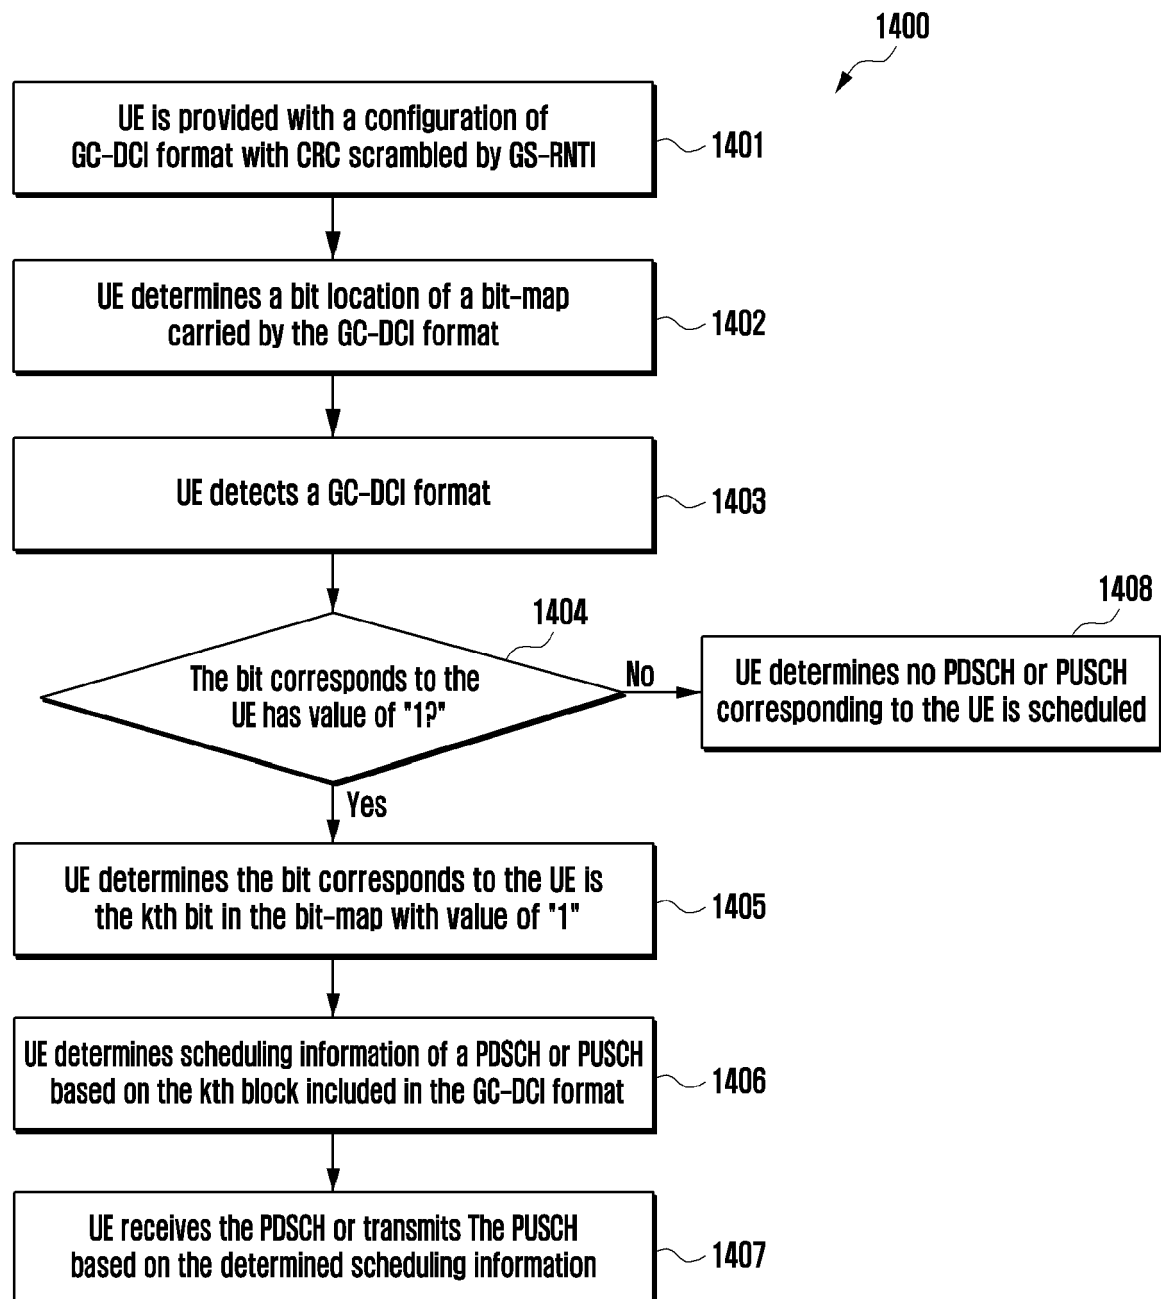 1400
UE is provided with a configuration of
GC-DCI format with CRC scrambled by GS-RNTI
1401
UE determines a bit location of a bit-map
carried by the GC-DCI format
1402
UE detects a GC-DCI format
1403
1404
The bit corresponds to the
UE has value of "1?"
No
1408
UE determines no PDSCH or PUSCH
corresponding to the UE is scheduled
Yes
UE determines the bit corresponds to the UE is
the kth bit in the bit-map with value of "1"
1405
UE determines scheduling information of a PDSCH or PUSCH
based on the kth block included in the GC-DCI format
1406
UE receives the PDSCH or transmits The PUSCH
based on the determined scheduling information
1407